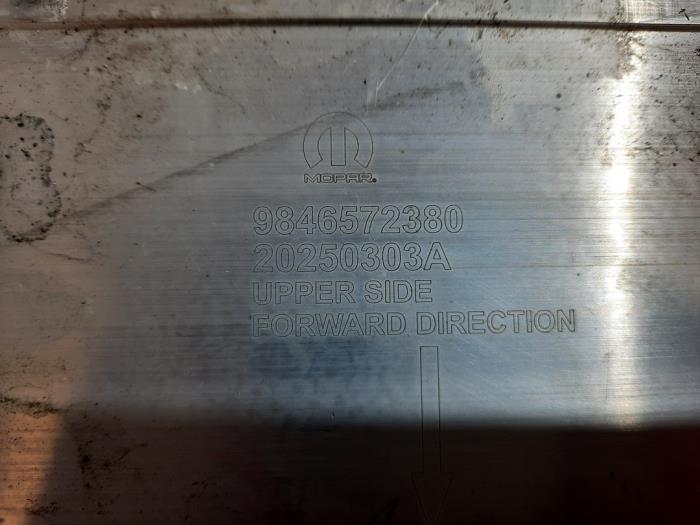 MOPAR®
9846572380
20250303A
UPPER SIDE
FORWARD DIRECTION